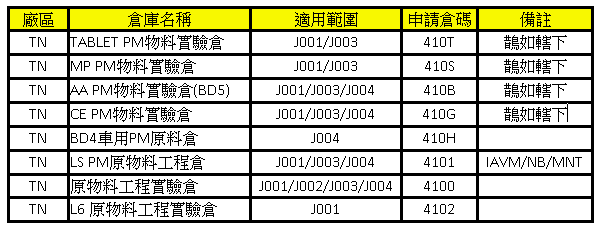 廠區 倉庫名稱 適用範圍 申請倉碼 備註
TN TABLET PM物料實驗倉 J001/J003 410T 鵲如轄下
TN MP PM物料實驗倉 J001/J003 410S 鵲如轄下
TN AA PM物料實驗倉(BD5) J001/J003/J004 410B 鵲如轄下
TN CE PM物料實驗倉 J001/J003/J004 410G 鵲如轄下
TN BD4車用PM原料倉 J004 410H
TN LS PM原物料工程倉 J001/J003/J004 4101 IAVM/NB/MNT
TN 原物料工程實驗倉 J001/J002/J003/J004 4100
TN L6 原物料工程實驗倉 J001 4102